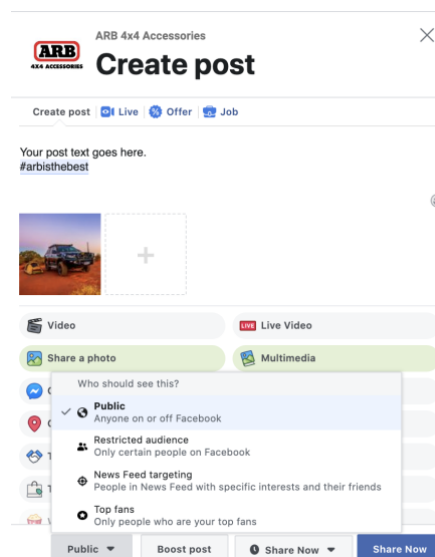 ARB 4x4 Accessories
ARB
4X4 ACCESSORIES
Create post
Create post Live Offer Job
Your post text goes here.
#arbisthebest
Video
LIVE Live Video
Share a photo
Multimedia
Who should see this?
Public
Anyone on or off Facebook
Restricted audience
Only certain people on Facebook
News Feed targeting
People in News Feed with specific interests and their friends
Top fans
Only people who are your top fans
Public Boost post Share Now Share Now